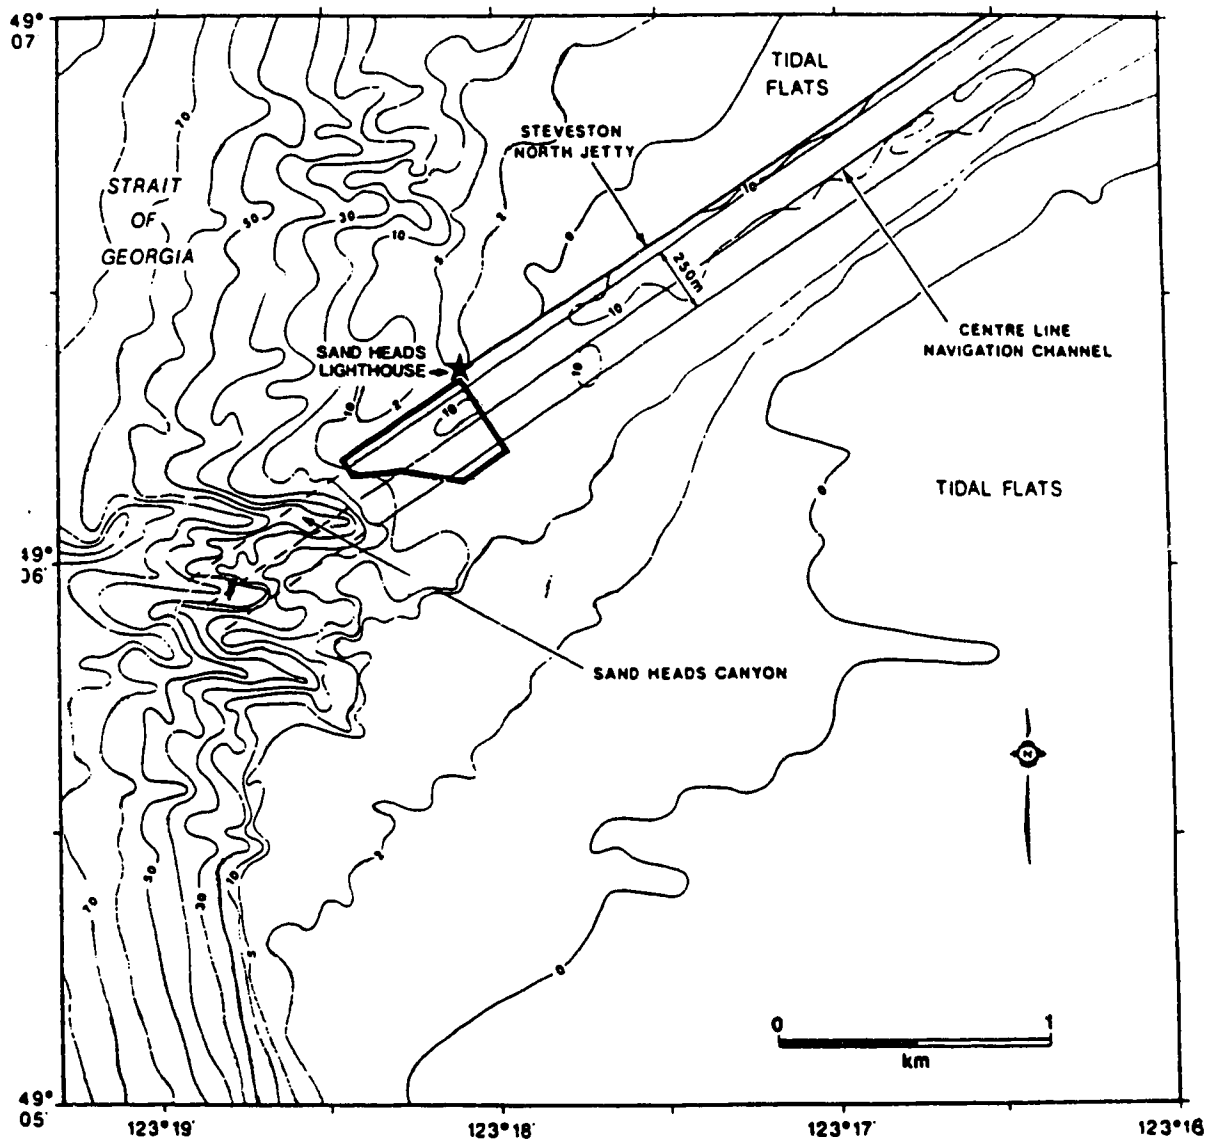 49°
07'
TIDAL
FLATS
70
STEVESTON
NORTH JETTY
STRAIT
OF
GEORGIA
50
30
10
2
5
0
10
250m
10
CENTRE LINE
NAVIGATION CHANNEL
SAND HEADS
LIGHTHOUSE
10
10
2
10
TIDAL FLATS
0
49°
06'
SAND HEADS CANYON
N
2
50
10
70
30
5
0
0
1
km
49°
05'
123°19'
123°18'
123°17'
123°16